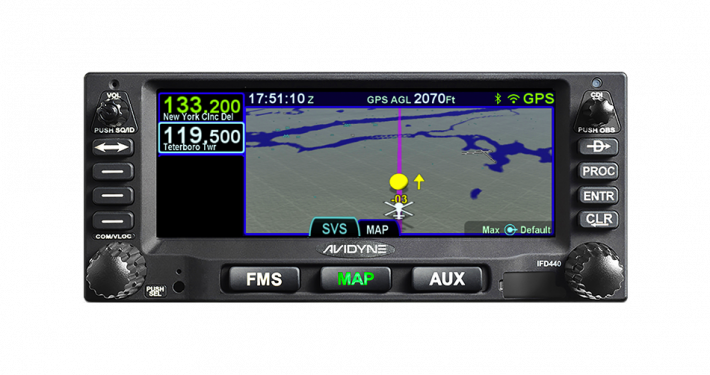 VOL
PUSH SQ/ID
COM/VLOC
PUSH
SEL
133,200
New York Clnc Del
119,500
Teterboro Twr
17:51:10 Z
GPS AGL 2070Ft
GPS
-03
SVS
MAP
Max
Default
AVIDYNE
FMS
MAP
AUX
CDI
PUSH OBS
D
PROC
ENTR
CLR
IFD440